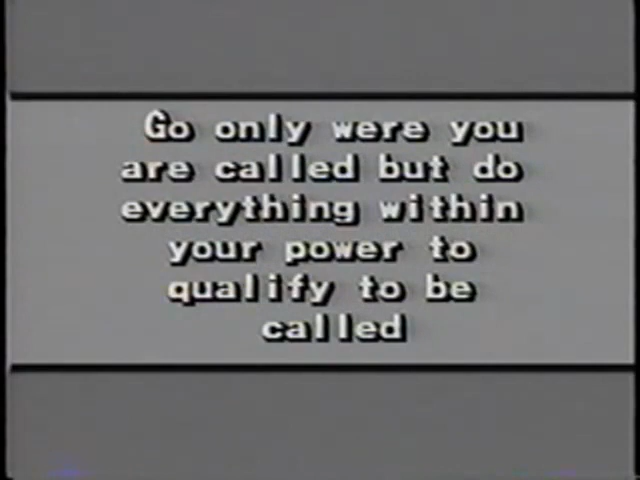 Go only were you
are called but do
everything within
your power to
qualify to be
called